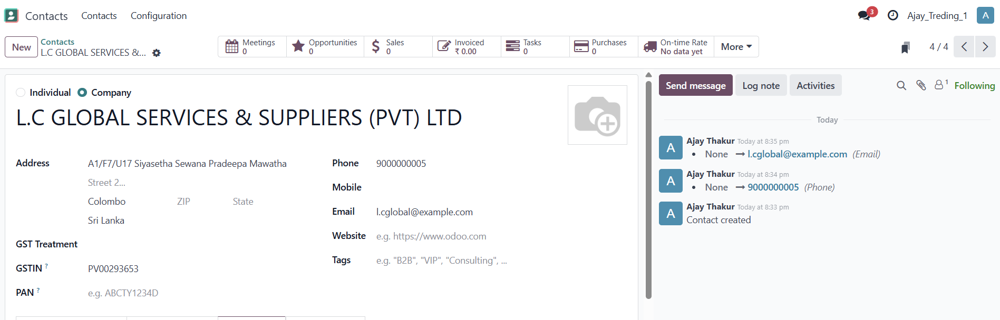 Contacts Contacts Configuration 3 Ajay_Treding_1 A
New Contacts Meetings Opportunities Sales Invoiced Tasks Purchases On-time Rate More 4 / 4
L.C GLOBAL SERVICES &... 0 0 0 ₹ 0.00 0 0 No data yet
Individual Company
L.C GLOBAL SERVICES & SUPPLIERS (PVT) LTD
Address A1/F7/U17 Siyasetha Sewana Pradeepa Mawatha
Street 2...
Colombo ZIP State
Sri Lanka
GST Treatment
GSTIN ? PV00293653
PAN ? e.g. ABCTY1234D
Phone 9000000005
Mobile
Email l.cglobal@example.com
Website e.g. https://www.odoo.com
Tags e.g. "B2B", "VIP", "Consulting", ...
Send message Log note Activities 1 Following
Today
A Ajay Thakur Today at 8:35 pm
• None → l.cglobal@example.com (Email)
A Ajay Thakur Today at 8:34 pm
• None → 9000000005 (Phone)
A Ajay Thakur Today at 8:33 pm
Contact created